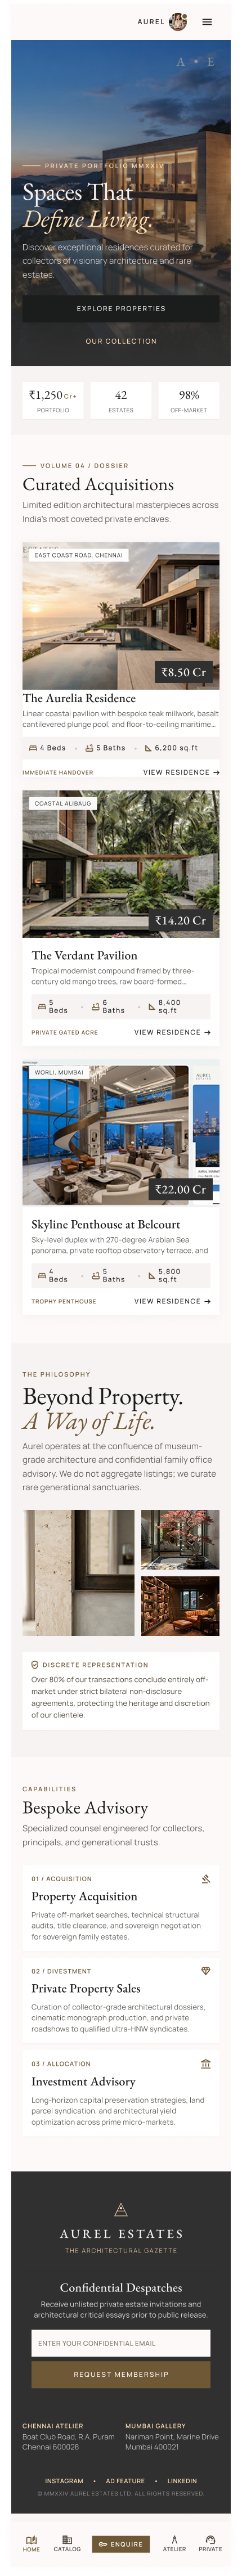 AUREL
A E
PRIVATE PORTFOLIO MMXXIV
Spaces That
Define Living.
Discover exceptional residences curated for
collectors of visionary architecture and rare
estates.
EXPLORE PROPERTIES
OUR COLLECTION
₹1,250 Cr+
PORTFOLIO
42
ESTATES
98%
OFF-MARKET
VOLUME 04 / DOSSIER
Curated Acquisitions
Limited edition architectural masterpieces across
India's most coveted private enclaves.
ESTATES
EAST COAST ROAD, CHENNAI
₹8.50 Cr
The Aurelia Residence
Linear coastal pavilion with bespoke teak millwork, basalt
cantilevered plunge pool, and floor-to-ceiling maritime...
4 Beds • 5 Baths • 6,200 sq.ft
IMMEDIATE HANDOVER
VIEW RESIDENCE →
COASTAL ALIBAUG
₹14.20 Cr
The Verdant Pavilion
Tropical modernist compound framed by three-
century old mango trees, raw board-formed...
5 Beds • 6 Baths • 8,400 sq.ft
PRIVATE GATED ACRE
VIEW RESIDENCE →
WORLI, MUMBAI
AUREL
₹22.00 Cr
Skyline Penthouse at Belcourt
Sky-level duplex with 270-degree Arabian Sea
panorama, private rooftop observatory terrace, and
4 Beds • 5 Baths • 5,800 sq.ft
TROPHY PENTHOUSE
VIEW RESIDENCE →
THE PHILOSOPHY
Beyond Property.
A Way of Life.
Aurel operates at the confluence of museum-
grade architecture and confidential family office
advisory. We do not aggregate listings; we curate
rare generational sanctuaries.
DISCRETE REPRESENTATION
Over 80% of our transactions conclude entirely off-
market under strict bilateral non-disclosure
agreements, protecting the heritage and discretion
of our clientele.
CAPABILITIES
Bespoke Advisory
Specialized counsel engineered for collectors,
principals, and generational trusts.
01 / ACQUISITION
Property Acquisition
Private off-market searches, technical structural
audits, title clearance, and sovereign negotiation
for sovereign family estates.
02 / DIVESTMENT
Private Property Sales
Curation of collector-grade architectural dossiers,
cinematic monograph production, and private
roadshows to qualified ultra-HNW syndicates.
03 / ALLOCATION
Investment Advisory
Long-horizon capital preservation strategies, land
parcel syndication, and architectural yield
optimization across prime micro-markets.
AUREL ESTATES
THE ARCHITECTURAL GAZETTE
Confidential Despatches
Receive unlisted private estate invitations and
architectural critical essays prior to public release.
ENTER YOUR CONFIDENTIAL EMAIL
REQUEST MEMBERSHIP
CHENNAI ATELIER
Boat Club Road, R.A. Puram
Chennai 600028
MUMBAI GALLERY
Nariman Point, Marine Drive
Mumbai 400021
INSTAGRAM • AD FEATURE • LINKEDIN
© MMXXIV AUREL ESTATES LTD. ALL RIGHTS RESERVED.
HOME
CATALOG
ENQUIRE
ATELIER
PRIVATE